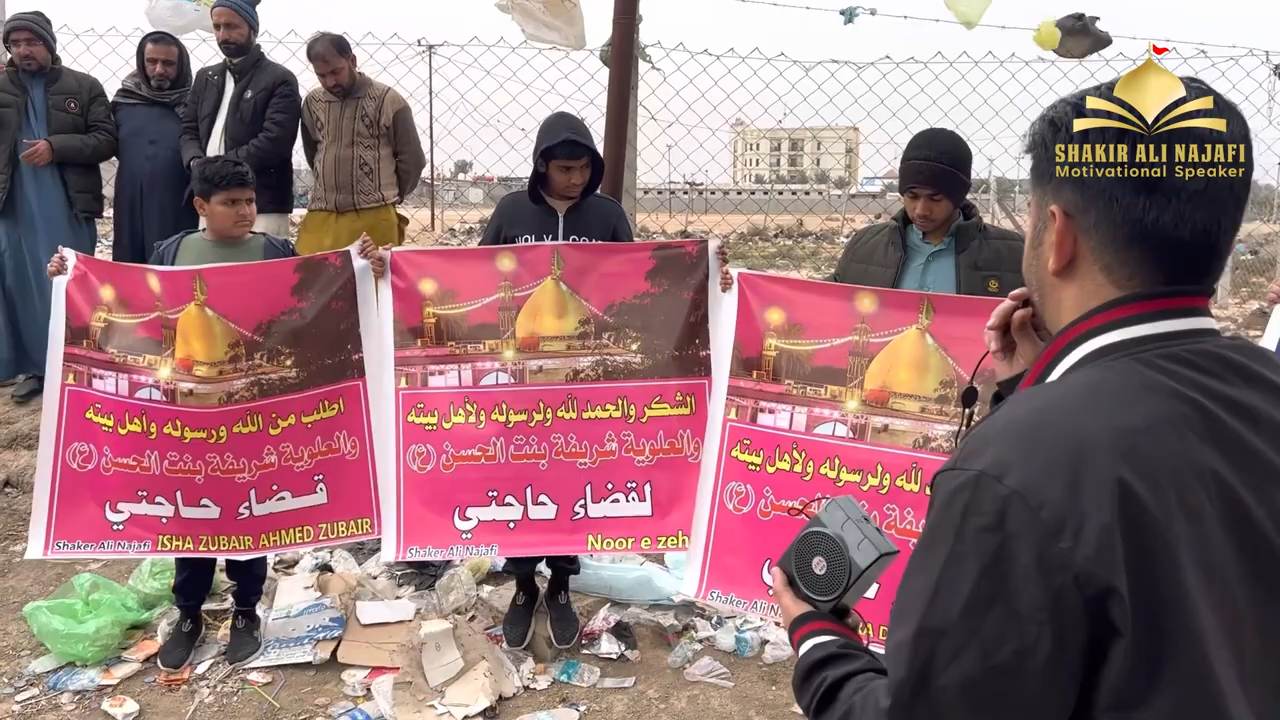 SHAKIR ALI NAJAFI
Motivational Speaker
اطلب من الله ورسوله وأهل بيته
والعلوية شريفة بنت الحسن (ع)
قضاء حاجتي
Shaker Ali Najafi
ISHA ZUBAIR AHMED ZUBAIR
الشكر والحمد لله ولرسوله ولأهل بيته
والعلوية شريفة بنت الحسن (ع)
لقضاء حاجتي
Shaker Ali Najafi
Noor e zeh
لله ولرسوله ولأهل بيته
بنت الحسن (ع)
Shaker Ali